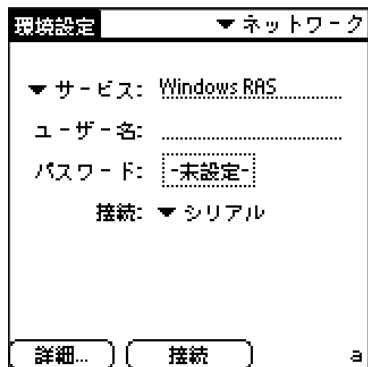 環境設定 ▼ ネットワーク
▼ サービス: Windows RAS
ユーザー名:
パスワード: -未設定-
接続: ▼ シリアル
詳細... 接続 a